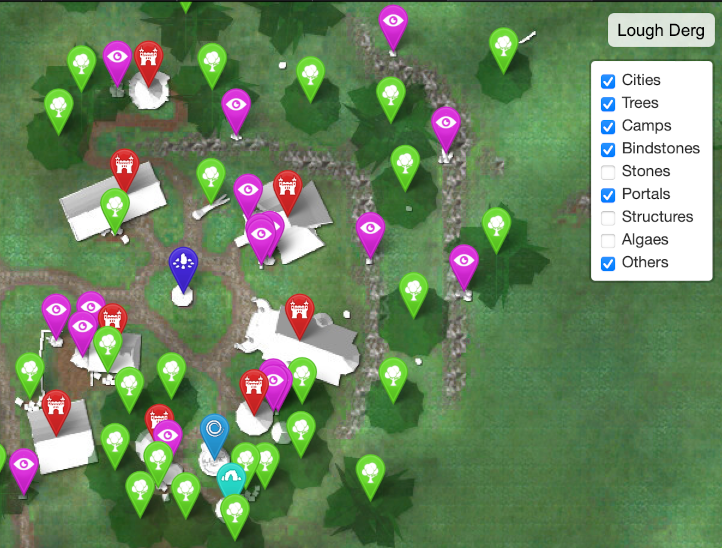 Lough Derg
Cities
Trees
Camps
Bindstones
Stones
Portals
Structures
Algaes
Others